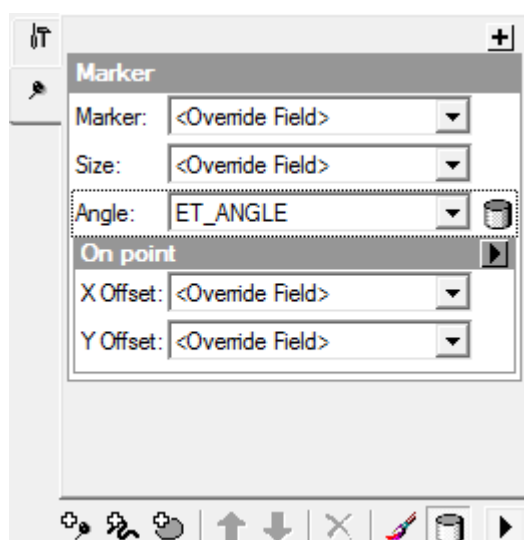 Marker
Marker: <Override Field>
Size: <Override Field>
Angle: ET_ANGLE
On point
X Offset: <Override Field>
Y Offset: <Override Field>